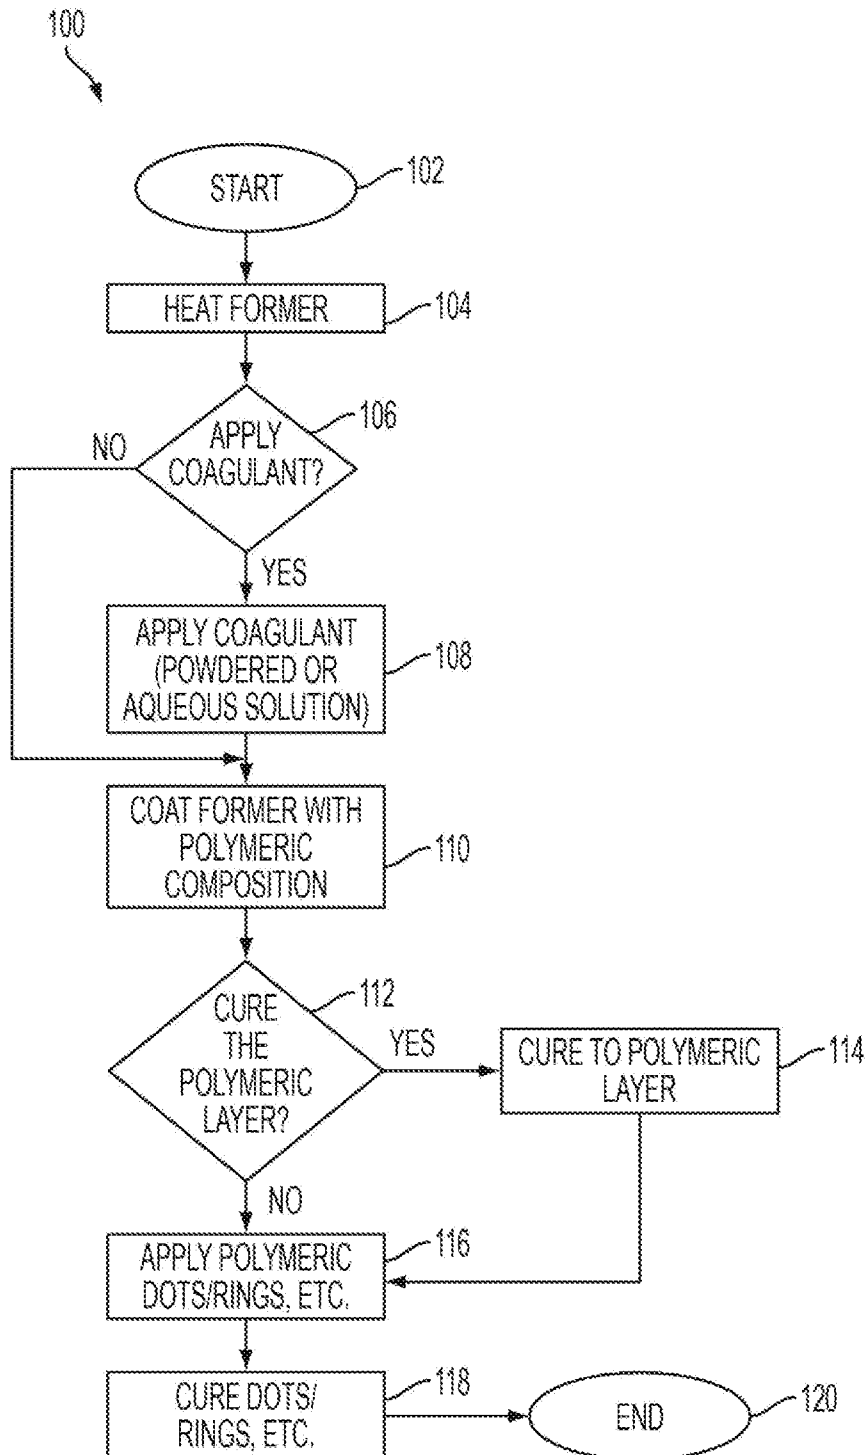 100
START
102
HEAT FORMER
104
APPLY
COAGULANT?
106
NO
YES
APPLY COAGULANT
(POWDERED OR
AQUEOUS SOLUTION)
108
COAT FORMER WITH
POLYMERIC
COMPOSITION
110
CURE
THE
POLYMERIC
LAYER?
112
YES
CURE TO POLYMERIC
LAYER
114
NO
APPLY POLYMERIC
DOTS/RINGS, ETC.
116
CURE DOTS/
RINGS, ETC.
118
END
120